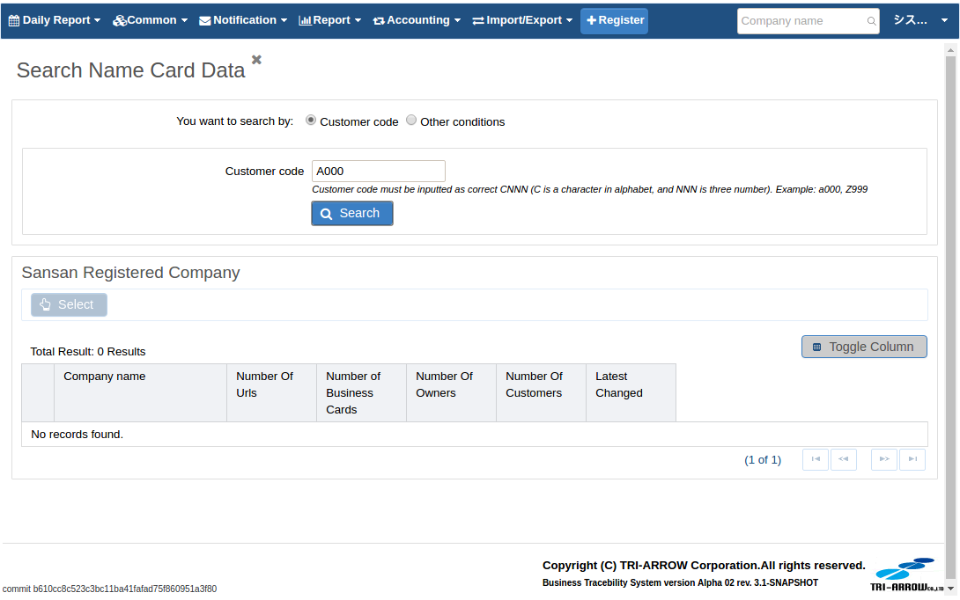 Daily Report Common Notification Report Accounting Import/Export Register Company name シス...
Search Name Card Data
You want to search by: Customer code Other conditions
Customer code A000
Customer code must be inputted as correct CNNN (C is a character in alphabet, and NNN is three number). Example: a000, Z999
Search
Sansan Registered Company
Select
Total Result: 0 Results Toggle Column
Company name Number Of Number of Number Of Number Of Latest
Urls Business Owners Customers Changed
Cards
No records found.
(1 of 1)
Copyright (C) TRI-ARROW Corporation.All rights reserved.
Business Tracebility System version Alpha 02 rev. 3.1-SNAPSHOT
TRI-ARROW CO.,LTD
commit b610cc8c523c3bc11ba41fafad75f860951a3f80